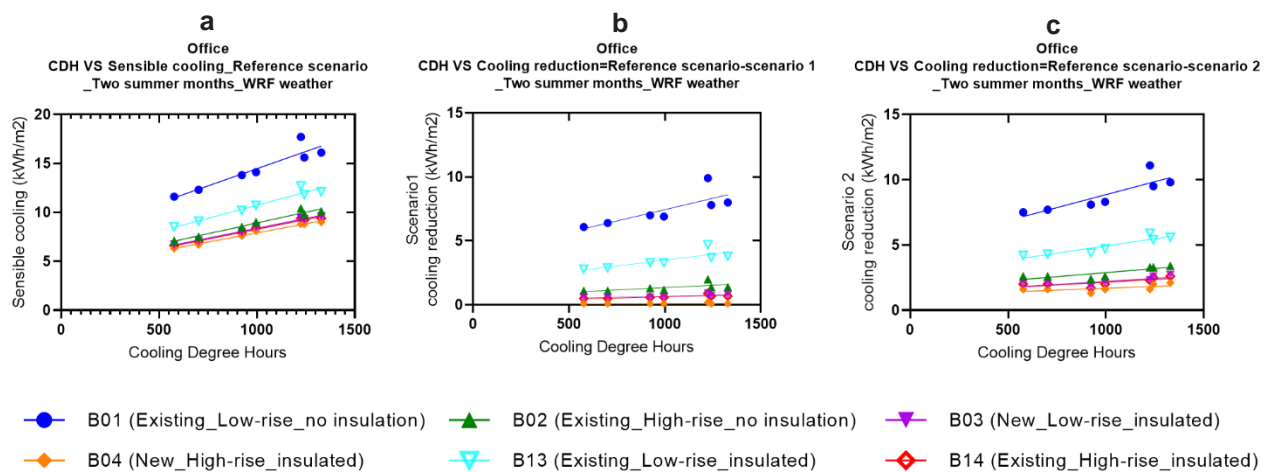 a
Office
CDH VS Sensible cooling_Reference scenario
_Two summer months_WRF weather
20
15
10
5
0
0
500
1000
1500
Sensible cooling (kWh/m2)
Cooling Degree Hours
b
Office
CDH VS Cooling reduction=Reference scenario-scenario 1
_Two summer months_WRF weather
15
10
5
0
0
500
1000
1500
Scenario1
cooling reduction (kWh/m2)
Cooling Degree Hours
c
Office
CDH VS Cooling reduction=Reference scenario-scenario 2
_Two summer months_WRF weather
15
10
5
0
0
500
1000
1500
Scenario 2
cooling reduction (kWh/m2)
Cooling Degree Hours
B01 (Existing_Low-rise_no insulation)
B02 (Existing_High-rise_no insulation)
B03 (New_Low-rise_insulated)
B04 (New_High-rise_insulated)
B13 (Existing_Low-rise_insulated)
B14 (Existing_High-rise_insulated)